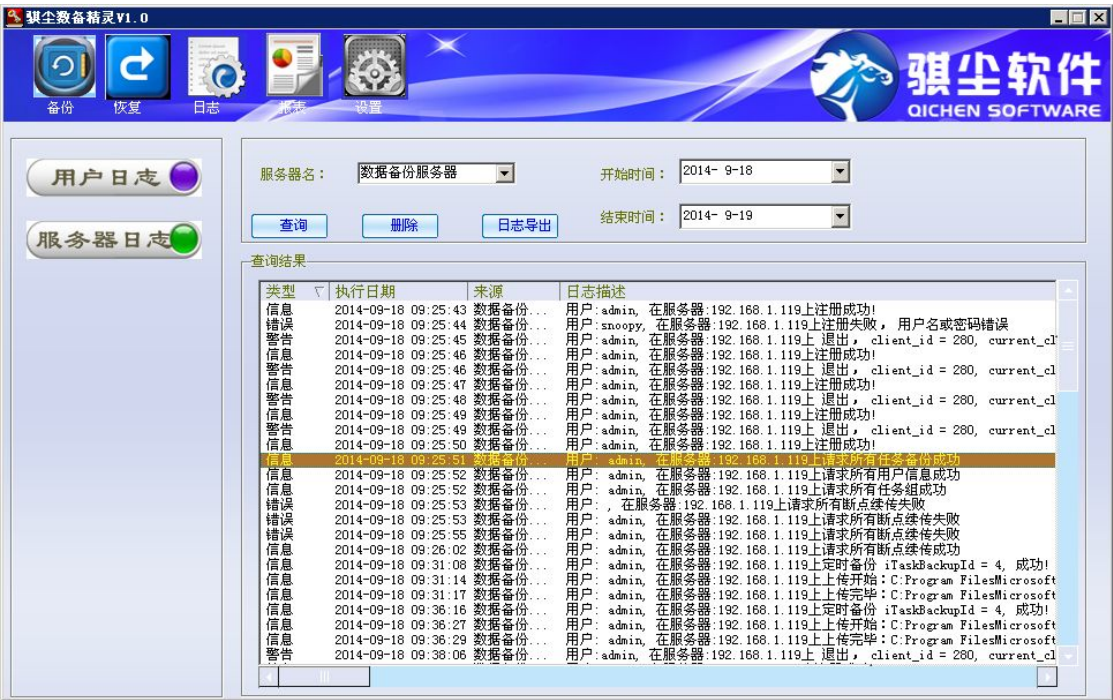 骐尘数备精灵V1.0
备份 恢复 日志 报表 设置
骐尘软件
QICHEN SOFTWARE
用户日志
服务器日志
服务器名： 数据备份服务器 开始时间： 2014- 9-18
查询 删除 日志导出 结束时间： 2014- 9-19
查询结果
类型 执行日期 来源 日志描述
信息 2014-09-18 09:25:43 数据备份... 用户:admin, 在服务器:192.168.1.119上注册成功!
错误 2014-09-18 09:25:44 数据备份... 用户:snoopy, 在服务器:192.168.1.119上注册失败， 用户名或密码错误
警告 2014-09-18 09:25:45 数据备份... 用户:admin, 在服务器:192.168.1.119上 退出， client_id = 280, current_cl
信息 2014-09-18 09:25:46 数据备份... 用户:admin, 在服务器:192.168.1.119上注册成功!
警告 2014-09-18 09:25:46 数据备份... 用户:admin, 在服务器:192.168.1.119上 退出， client_id = 280, current_cl
信息 2014-09-18 09:25:47 数据备份... 用户:admin, 在服务器:192.168.1.119上注册成功!
警告 2014-09-18 09:25:48 数据备份... 用户:admin, 在服务器:192.168.1.119上 退出， client_id = 280, current_cl
信息 2014-09-18 09:25:49 数据备份... 用户:admin, 在服务器:192.168.1.119上注册成功!
警告 2014-09-18 09:25:49 数据备份... 用户:admin, 在服务器:192.168.1.119上 退出， client_id = 280, current_cl
信息 2014-09-18 09:25:50 数据备份... 用户:admin, 在服务器:192.168.1.119上注册成功!
信息 2014-09-18 09:25:51 数据备份... 用户: admin, 在服务器:192.168.1.119上请求所有任务备份成功
信息 2014-09-18 09:25:52 数据备份... 用户: admin, 在服务器:192.168.1.119上请求所有用户信息成功
信息 2014-09-18 09:25:52 数据备份... 用户: admin, 在服务器:192.168.1.119上请求所有任务组成功
错误 2014-09-18 09:25:53 数据备份... 用户: , 在服务器:192.168.1.119上请求所有断点续传失败
错误 2014-09-18 09:25:53 数据备份... 用户: admin, 在服务器:192.168.1.119上请求所有断点续传失败
错误 2014-09-18 09:25:55 数据备份... 用户: admin, 在服务器:192.168.1.119上请求所有断点续传失败
信息 2014-09-18 09:26:02 数据备份... 用户: admin, 在服务器:192.168.1.119上请求所有断点续传成功
信息 2014-09-18 09:31:08 数据备份... 用户: admin, 在服务器:192.168.1.119上定时备份 iTaskBackupId = 4, 成功!
信息 2014-09-18 09:31:14 数据备份... 用户: admin, 在服务器:192.168.1.119上上传开始：C:Program FilesMicrosoft
信息 2014-09-18 09:31:17 数据备份... 用户: admin, 在服务器:192.168.1.119上上传完毕：C:Program FilesMicrosoft
信息 2014-09-18 09:36:16 数据备份... 用户: admin, 在服务器:192.168.1.119上定时备份 iTaskBackupId = 4, 成功!
信息 2014-09-18 09:36:27 数据备份... 用户: admin, 在服务器:192.168.1.119上上传开始：C:Program FilesMicrosoft
信息 2014-09-18 09:36:29 数据备份... 用户: admin, 在服务器:192.168.1.119上上传完毕：C:Program FilesMicrosoft
警告 2014-09-18 09:38:06 数据备份... 用户:admin, 在服务器:192.168.1.119上 退出， client_id = 280, current_cl